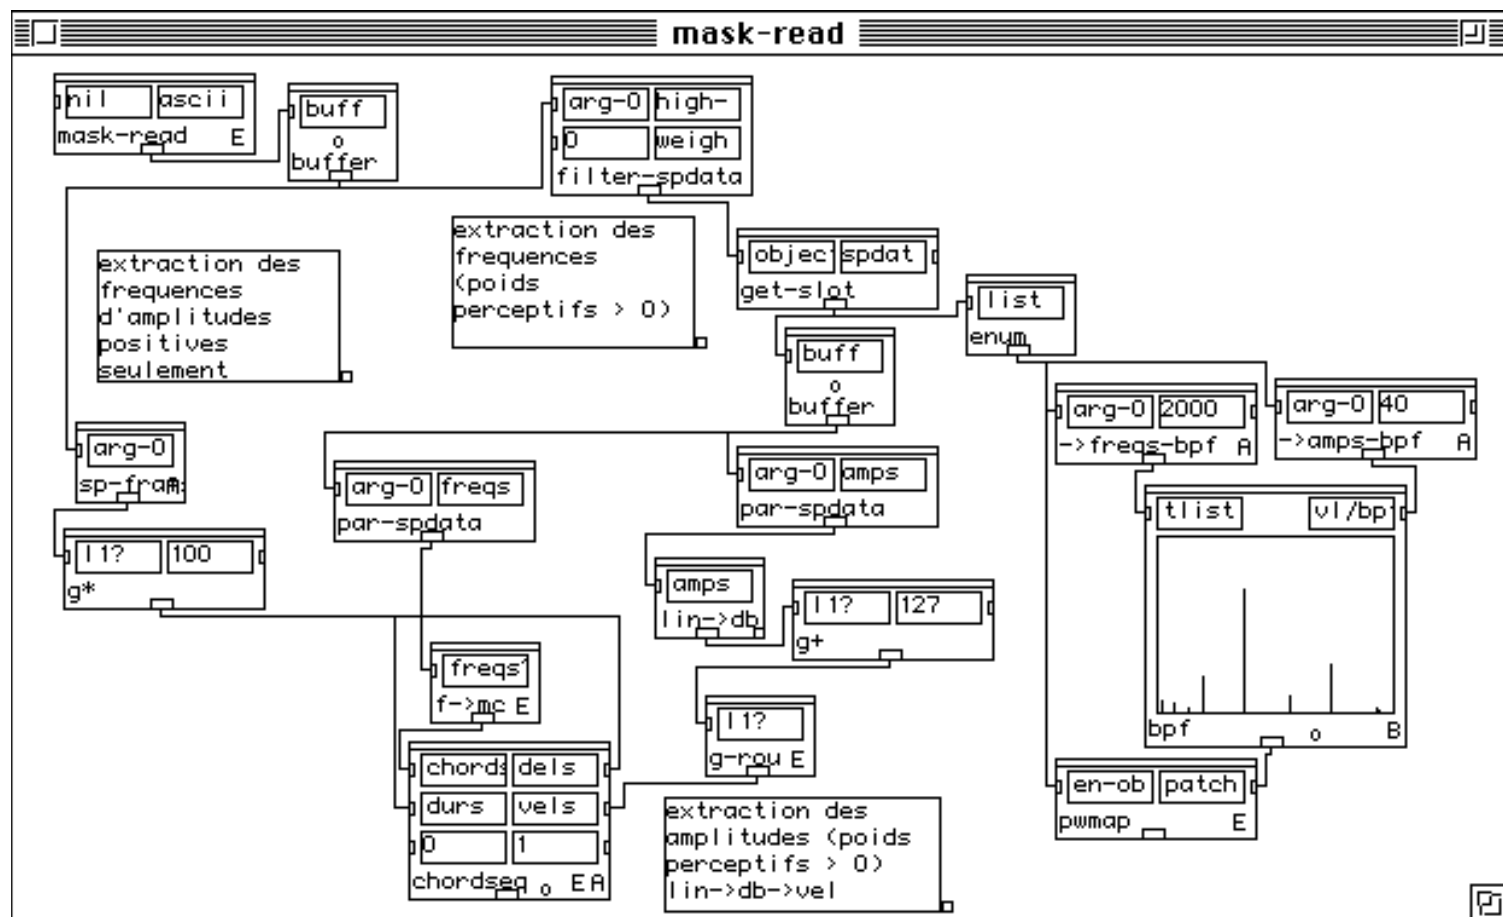 mask-read
nil ascii
mask-read E
buff
o
buffer
arg-0 high-
0 weigh
filter-spdata
extraction des
frequences
d'amplitudes
positives
seulement
extraction des
frequences
(poids
perceptifs > 0)
objec spdat
get-slot
list
enum
buff
o
buffer
arg-0 2000
->freqs-bpf A
arg-0 40
->amps-bpf A
arg-0
sp-fram
arg-0 freqs
par-spdata
arg-0 amps
par-spdata
tlist vl/bp
bpf o B
l1? 100
g*
amps
lin->db
l1? 127
g+
freqs
f->mc E
l1?
g-rou E
chords dels
durs vels
0 1
chordseq o E A
extraction des
amplitudes (poids
perceptifs > 0)
lin->db->vel
en-ob patch
pwmap E